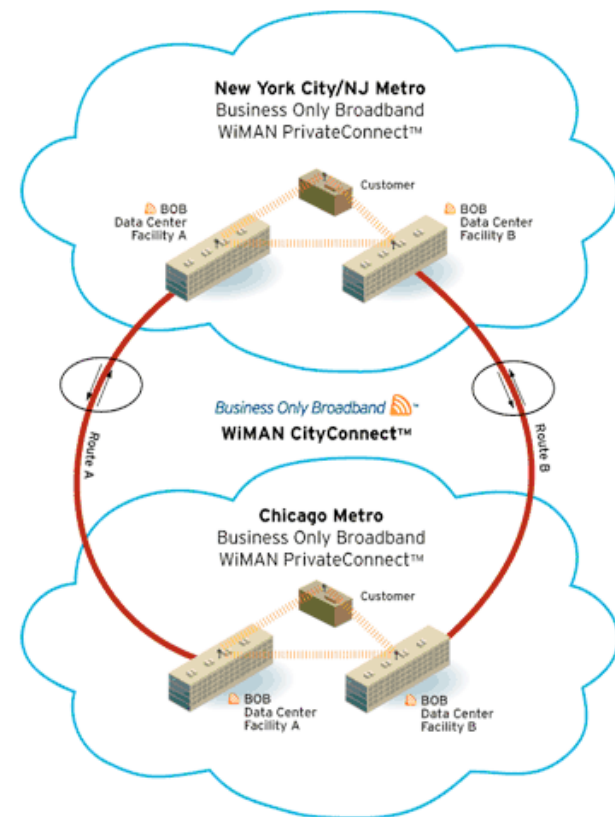 New York City/NJ Metro
Business Only Broadband
WiMAN PrivateConnect™
Customer
BOB
Data Center
Facility A
BOB
Data Center
Facility B
Business Only Broadband™
WiMAN CityConnect™
Route A
Route B
Chicago Metro
Business Only Broadband
WiMAN PrivateConnect™
Customer
BOB
Data Center
Facility A
BOB
Data Center
Facility B